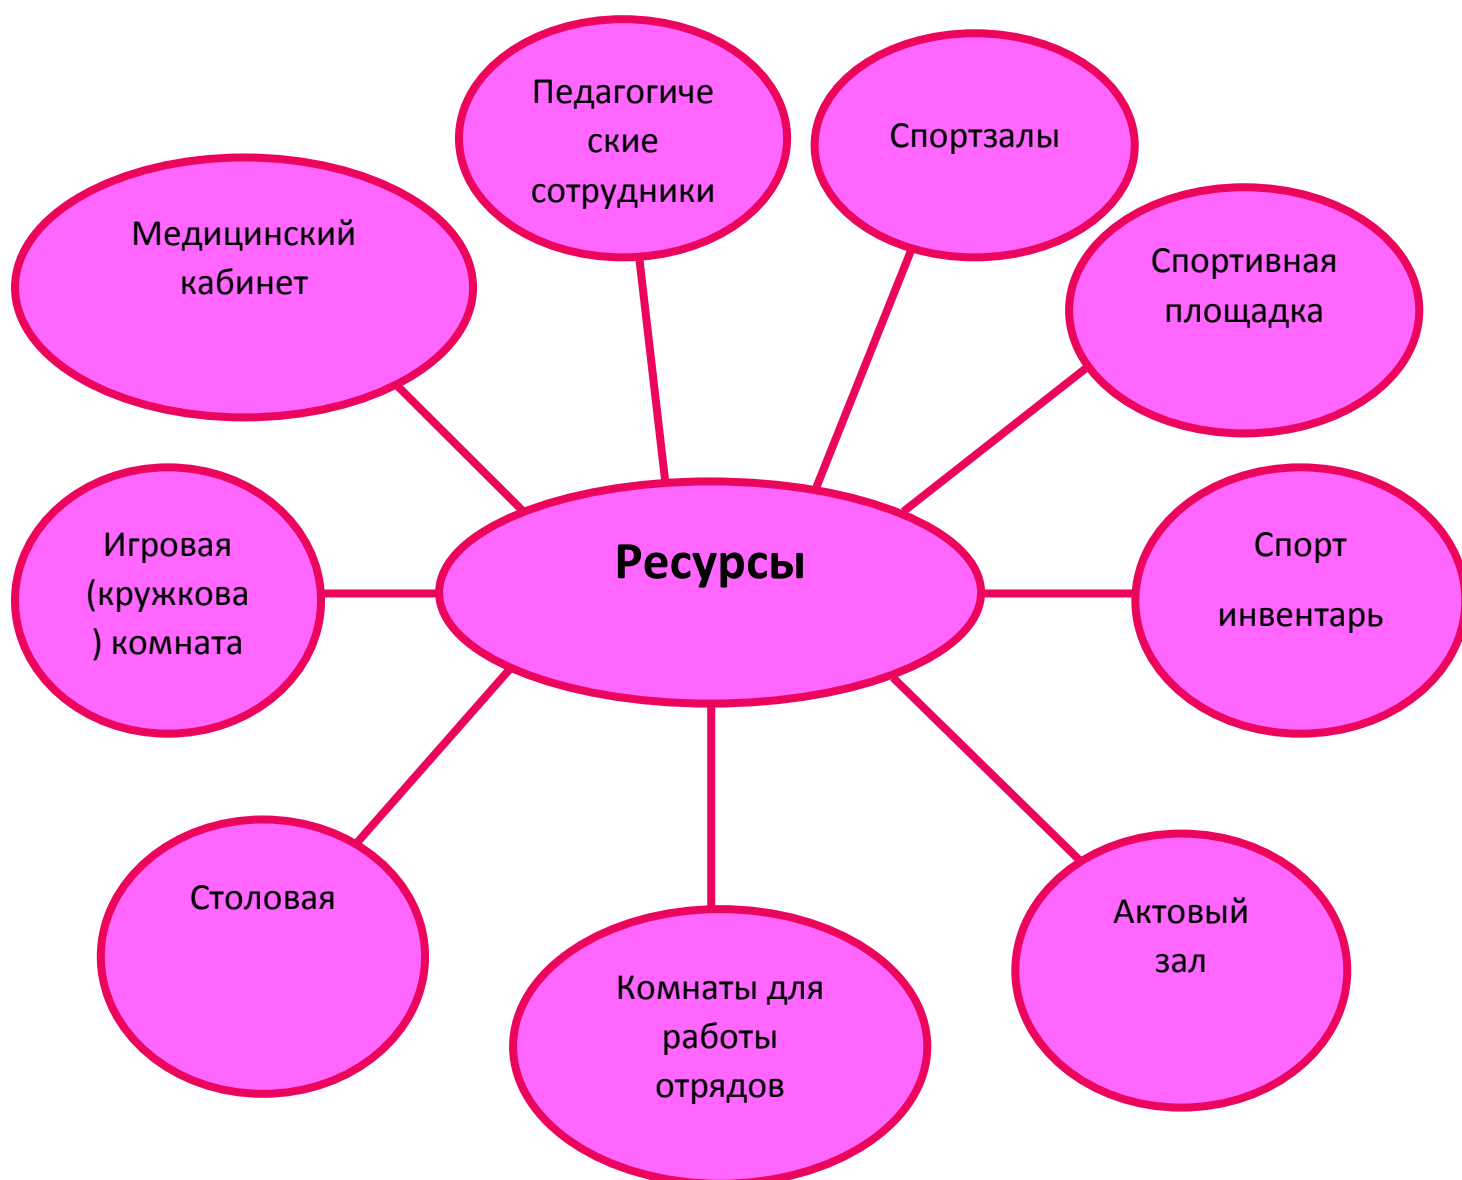 Педагогиче
ские
сотрудники
Спортзалы
Медицинский
кабинет
Спортивная
площадка
Ресурсы
Игровая
(кружкова
) комната
Спорт
инвентарь
Столовая
Актовый
зал
Комнаты для
работы
отрядов